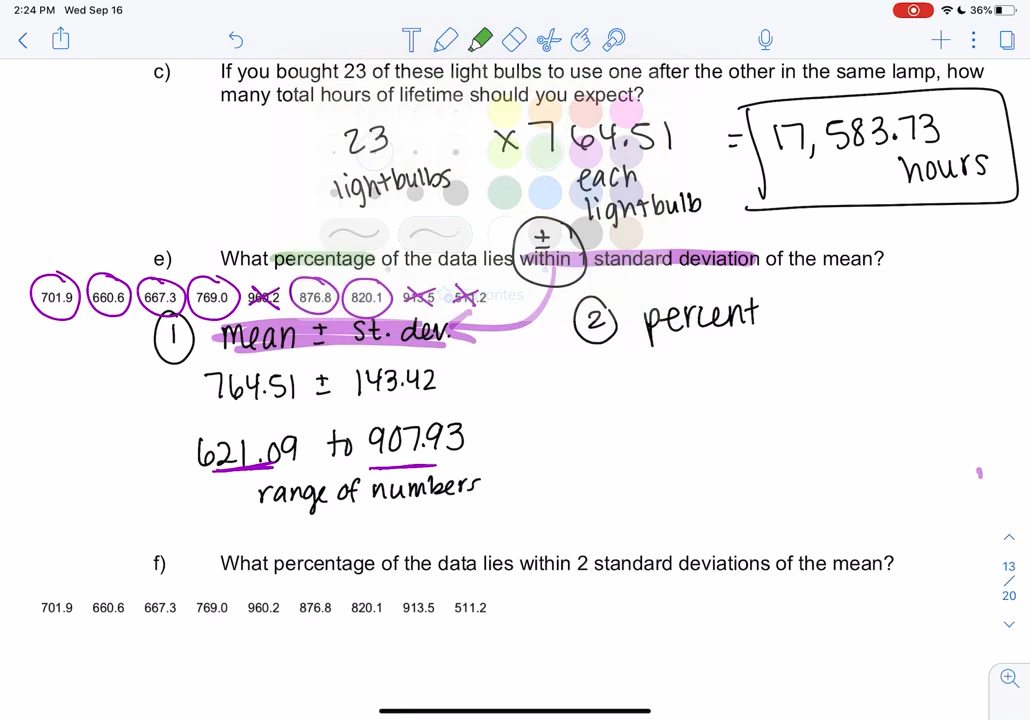 2:24 PM Wed Sep 16
36%
c) If you bought 23 of these light bulbs to use one after the other in the same lamp, how
many total hours of lifetime should you expect?
23 x 764.51 = 17,583.73
lightbulbs each hours
lightbulb
±
e) What percentage of the data lies within 1 standard deviation of the mean?
701.9 660.6 667.3 769.0 960.2 876.8 820.1 913.5 511.2
Favorites
1 mean ± st. dev.
2 percent
764.51 ± 143.42
621.09 to 907.93
range of numbers
f) What percentage of the data lies within 2 standard deviations of the mean?
701.9 660.6 667.3 769.0 960.2 876.8 820.1 913.5 511.2
13
/
20